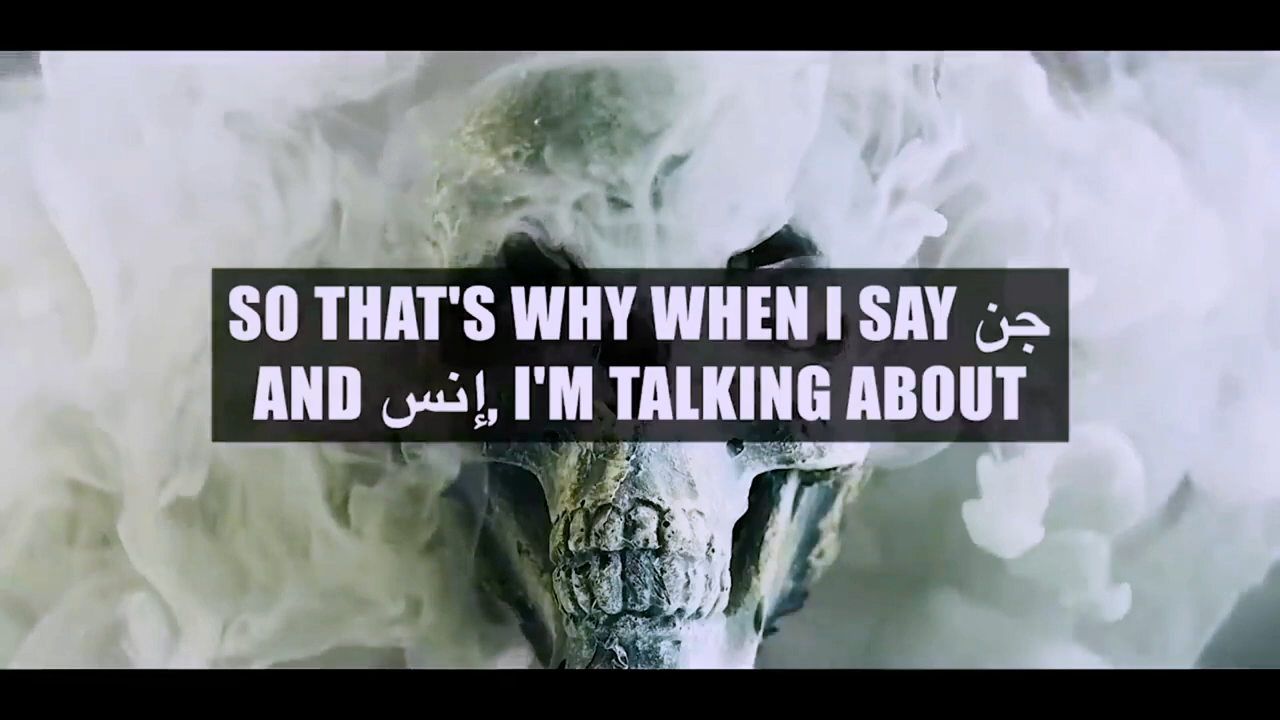 SO THAT'S WHY WHEN I SAY جن
AND إنس, I'M TALKING ABOUT